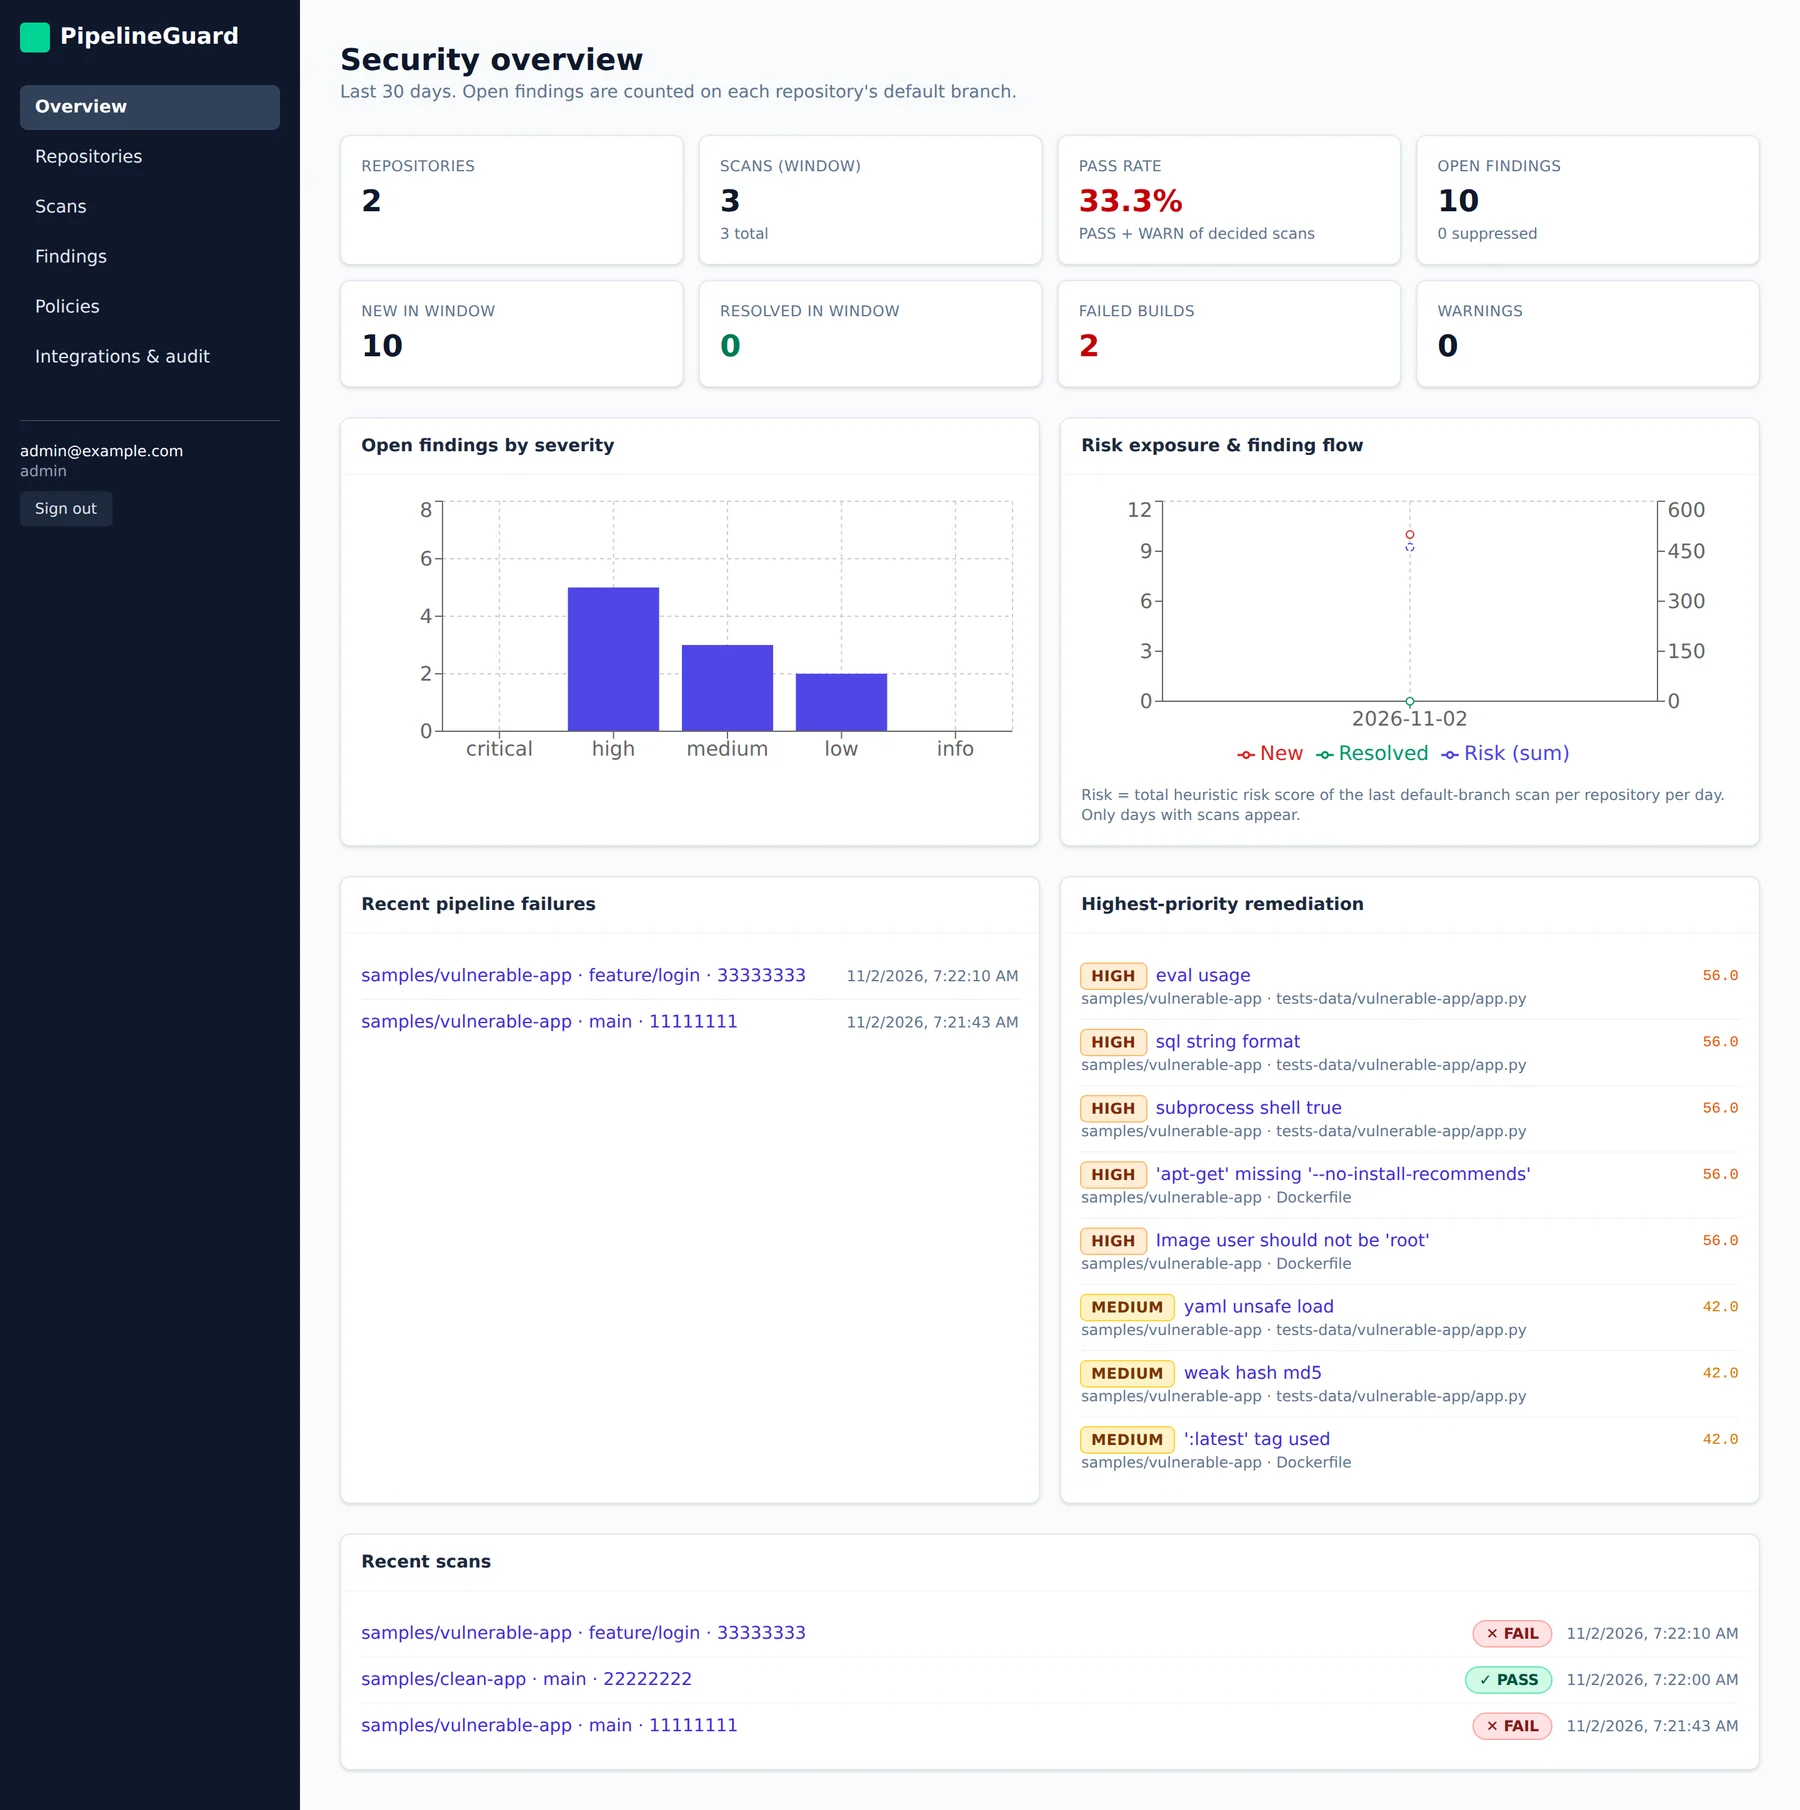 PipelineGuard
Overview
Repositories
Scans
Findings
Policies
Integrations & audit
admin@example.com
admin
Sign out
Security overview
Last 30 days. Open findings are counted on each repository's default branch.
REPOSITORIES
2
SCANS (WINDOW)
3
3 total
PASS RATE
33.3%
PASS + WARN of decided scans
OPEN FINDINGS
10
0 suppressed
NEW IN WINDOW
10
RESOLVED IN WINDOW
0
FAILED BUILDS
2
WARNINGS
0
Open findings by severity
8
6
4
2
0
critical high medium low info
Risk exposure & finding flow
12 600
9 450
6 300
3 150
0 0
2026-11-02
New Resolved Risk (sum)
Risk = total heuristic risk score of the last default-branch scan per repository per day.
Only days with scans appear.
Recent pipeline failures
samples/vulnerable-app · feature/login · 33333333 11/2/2026, 7:22:10 AM
samples/vulnerable-app · main · 11111111 11/2/2026, 7:21:43 AM
Highest-priority remediation
HIGH eval usage 56.0
samples/vulnerable-app · tests-data/vulnerable-app/app.py
HIGH sql string format 56.0
samples/vulnerable-app · tests-data/vulnerable-app/app.py
HIGH subprocess shell true 56.0
samples/vulnerable-app · tests-data/vulnerable-app/app.py
HIGH 'apt-get' missing '--no-install-recommends' 56.0
samples/vulnerable-app · Dockerfile
HIGH Image user should not be 'root' 56.0
samples/vulnerable-app · Dockerfile
MEDIUM yaml unsafe load 42.0
samples/vulnerable-app · tests-data/vulnerable-app/app.py
MEDIUM weak hash md5 42.0
samples/vulnerable-app · tests-data/vulnerable-app/app.py
MEDIUM ':latest' tag used 42.0
samples/vulnerable-app · Dockerfile
Recent scans
samples/vulnerable-app · feature/login · 33333333 ✕ FAIL 11/2/2026, 7:22:10 AM
samples/clean-app · main · 22222222 ✓ PASS 11/2/2026, 7:22:00 AM
samples/vulnerable-app · main · 11111111 ✕ FAIL 11/2/2026, 7:21:43 AM